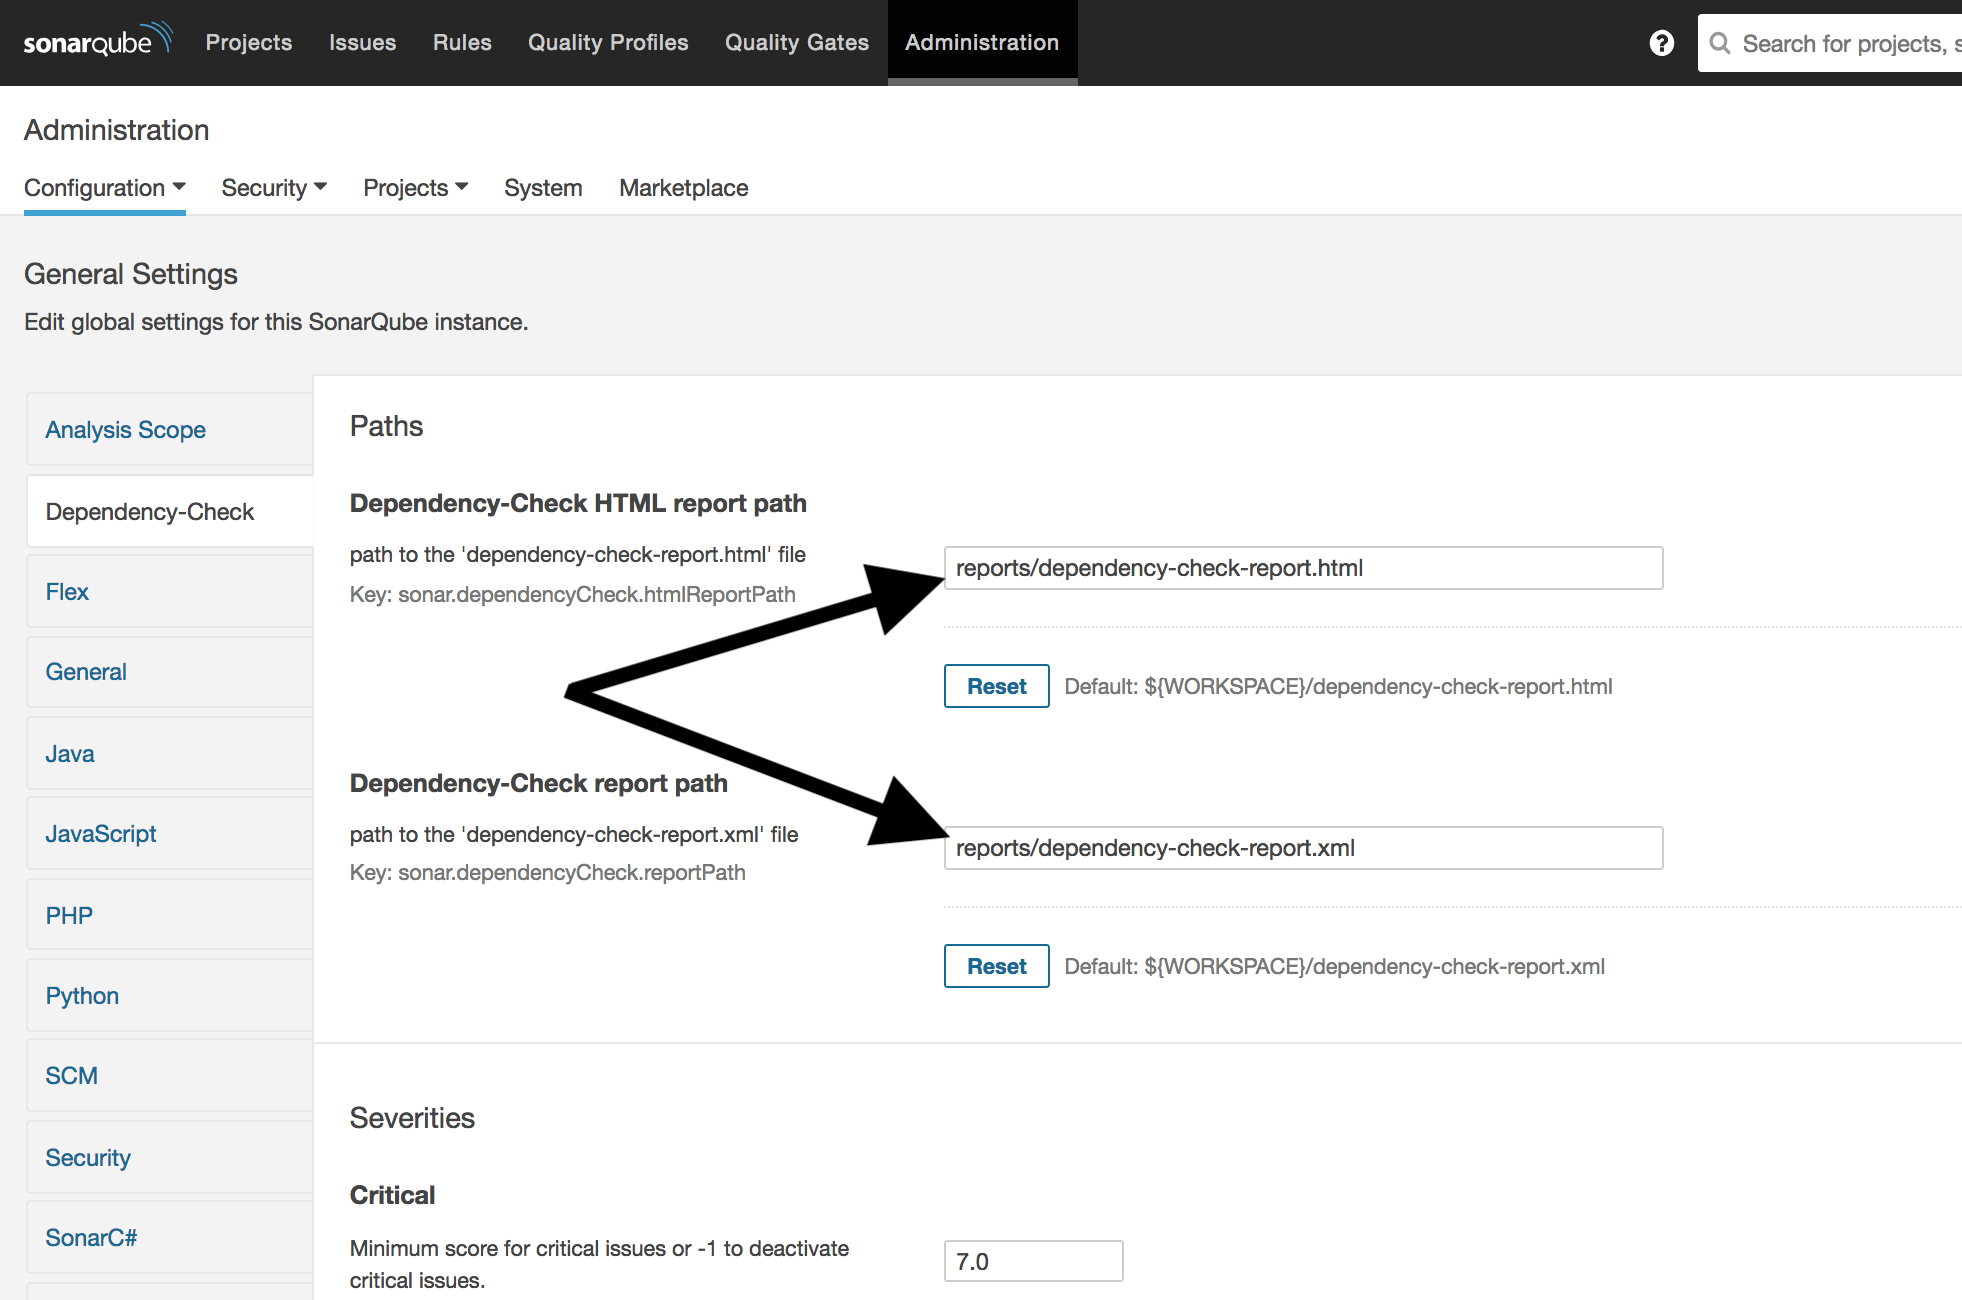 sonarqube Projects Issues Rules Quality Profiles Quality Gates Administration ? Search for projects, s
Administration
Configuration Security Projects System Marketplace
General Settings
Edit global settings for this SonarQube instance.
Analysis Scope
Dependency-Check
Flex
General
Java
JavaScript
PHP
Python
SCM
Security
SonarC#
Paths
Dependency-Check HTML report path
path to the 'dependency-check-report.html' file
Key: sonar.dependencyCheck.htmlReportPath
reports/dependency-check-report.html
Reset Default: ${WORKSPACE}/dependency-check-report.html
Dependency-Check report path
path to the 'dependency-check-report.xml' file
Key: sonar.dependencyCheck.reportPath
reports/dependency-check-report.xml
Reset Default: ${WORKSPACE}/dependency-check-report.xml
Severities
Critical
Minimum score for critical issues or -1 to deactivate
critical issues.
7.0